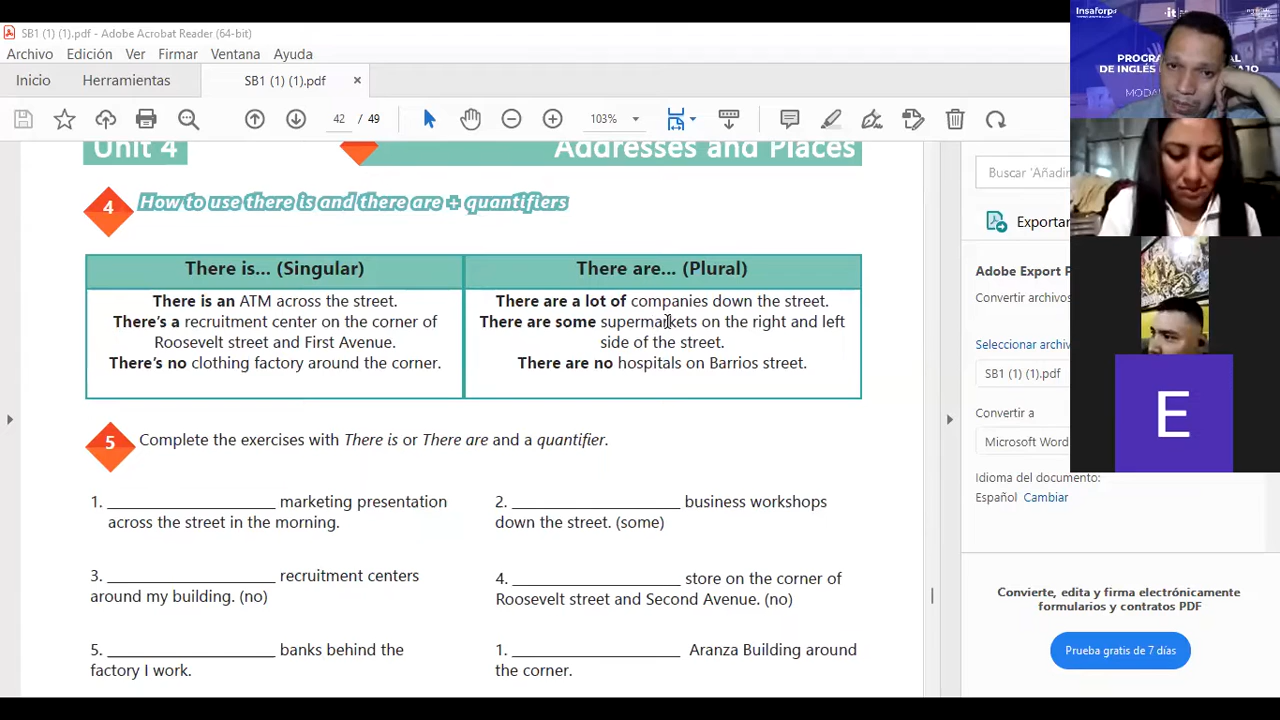 SB1 (1) (1).pdf - Adobe Acrobat Reader (64-bit)
Archivo Edición Ver Firmar Ventana Ayuda
Inicio Herramientas SB1 (1) (1).pdf ×
42 / 49 103%
Unit 4 Addresses and Places
4 How to use there is and there are + quantifiers
There is... (Singular)
There is an ATM across the street.
There's a recruitment center on the corner of
Roosevelt street and First Avenue.
There's no clothing factory around the corner.
There are... (Plural)
There are a lot of companies down the street.
There are some supermarkets on the right and left
side of the street.
There are no hospitals on Barrios street.
5 Complete the exercises with There is or There are and a quantifier.
1. ____________________ marketing presentation
across the street in the morning.
2. ____________________ business workshops
down the street. (some)
3. ____________________ recruitment centers
around my building. (no)
4. ____________________ store on the corner of
Roosevelt street and Second Avenue. (no)
5. ____________________ banks behind the
factory I work.
1. ____________________ Aranza Building around
the corner.
Buscar 'Añadir
Exportar
Adobe Export P
Convertir archivos
Seleccionar archiv
SB1 (1) (1).pdf
Convertir a
Microsoft Word
Idioma del documento:
Español Cambiar
Convierte, edita y firma electrónicamente
formularios y contratos PDF
Prueba gratis de 7 días
Insaforp
DE INGLÉS
E